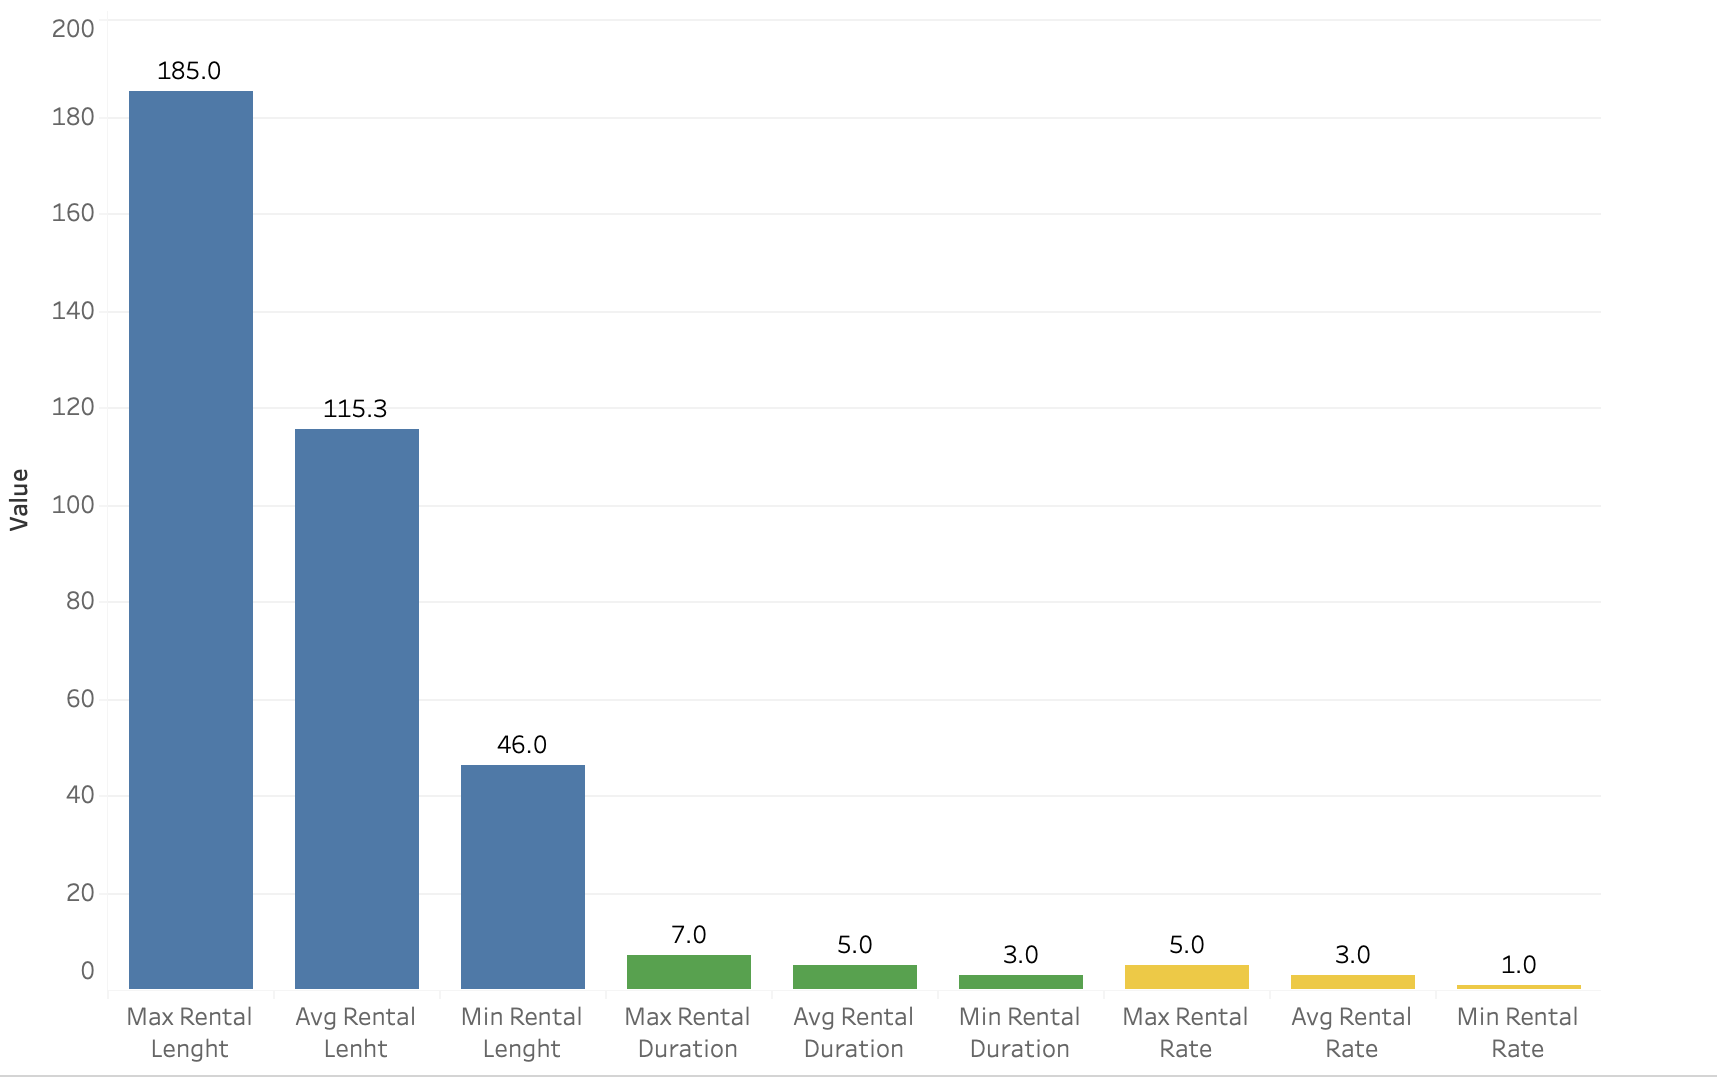 200
180
160
140
120
100
80
60
40
20
0
Value
185.0
115.3
46.0
7.0
5.0
3.0
5.0
3.0
1.0
Max Rental
Lenght
Avg Rental
Lenht
Min Rental
Lenght
Max Rental
Duration
Avg Rental
Duration
Min Rental
Duration
Max Rental
Rate
Avg Rental
Rate
Min Rental
Rate